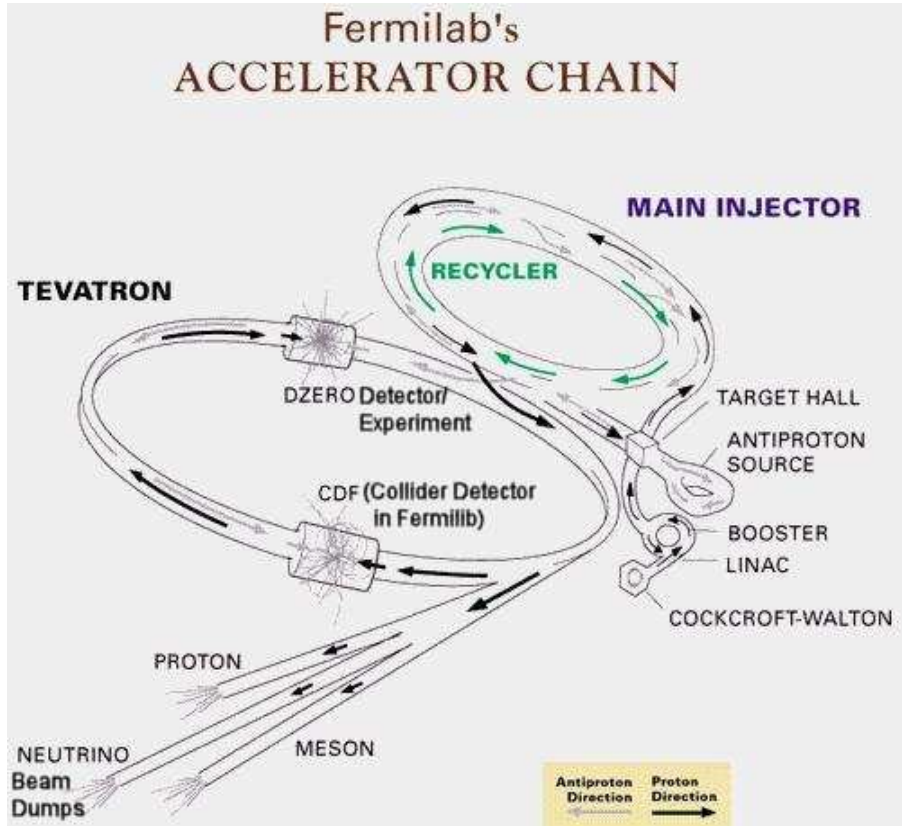 Fermilab's
ACCELERATOR CHAIN
MAIN INJECTOR
RECYCLER
TEVATRON
DZERO Detector/
Experiment
TARGET HALL
ANTIPROTON
SOURCE
CDF (Collider Detector
in Fermilib)
BOOSTER
LINAC
COCKCROFT-WALTON
PROTON
NEUTRINO
Beam
Dumps
MESON
Antiproton
Direction
Proton
Direction